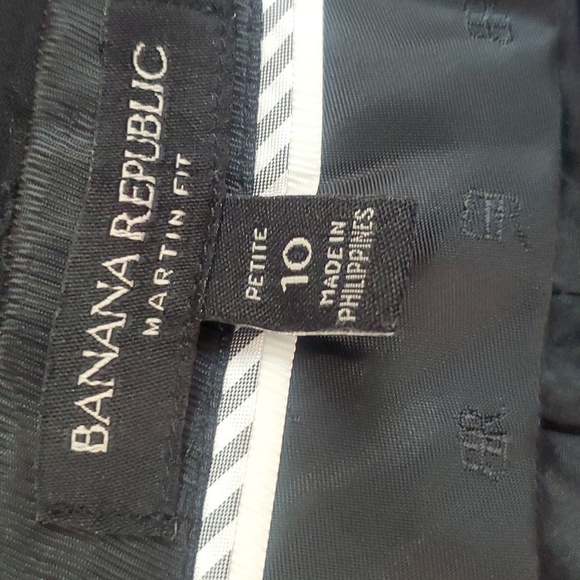 BANANA REPUBLIC
MARTIN FIT
PETITE
10
MADE IN
PHILIPPINES